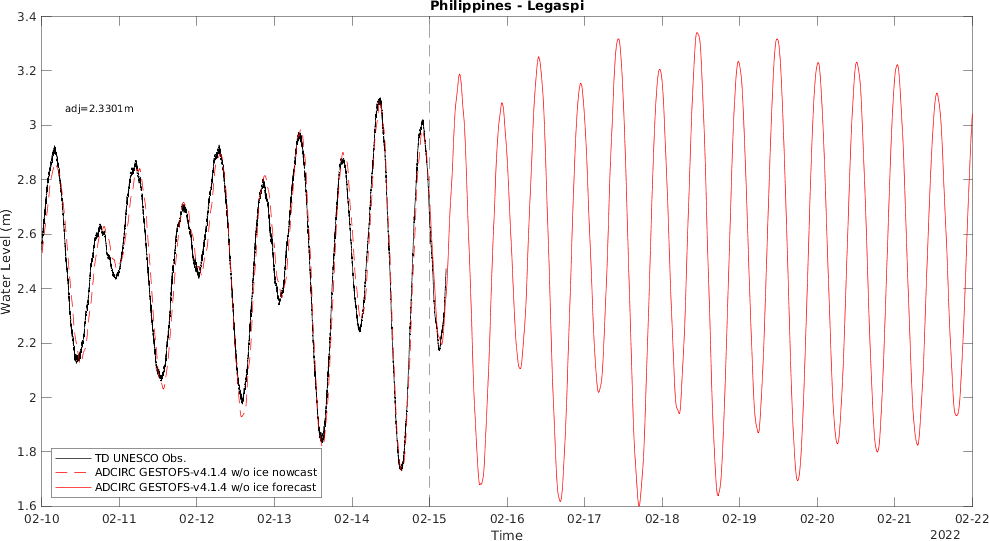 Philippines - Legaspi
3.4
3.2
3
2.8
2.6
2.4
2.2
2
1.8
1.6
Water Level (m)
adj=2.3301m
TD UNESCO Obs.
ADCIRC GESTOFS-v4.1.4 w/o ice nowcast
ADCIRC GESTOFS-v4.1.4 w/o ice forecast
02-10 02-11 02-12 02-13 02-14 02-15 02-16 02-17 02-18 02-19 02-20 02-21 02-22
Time
2022